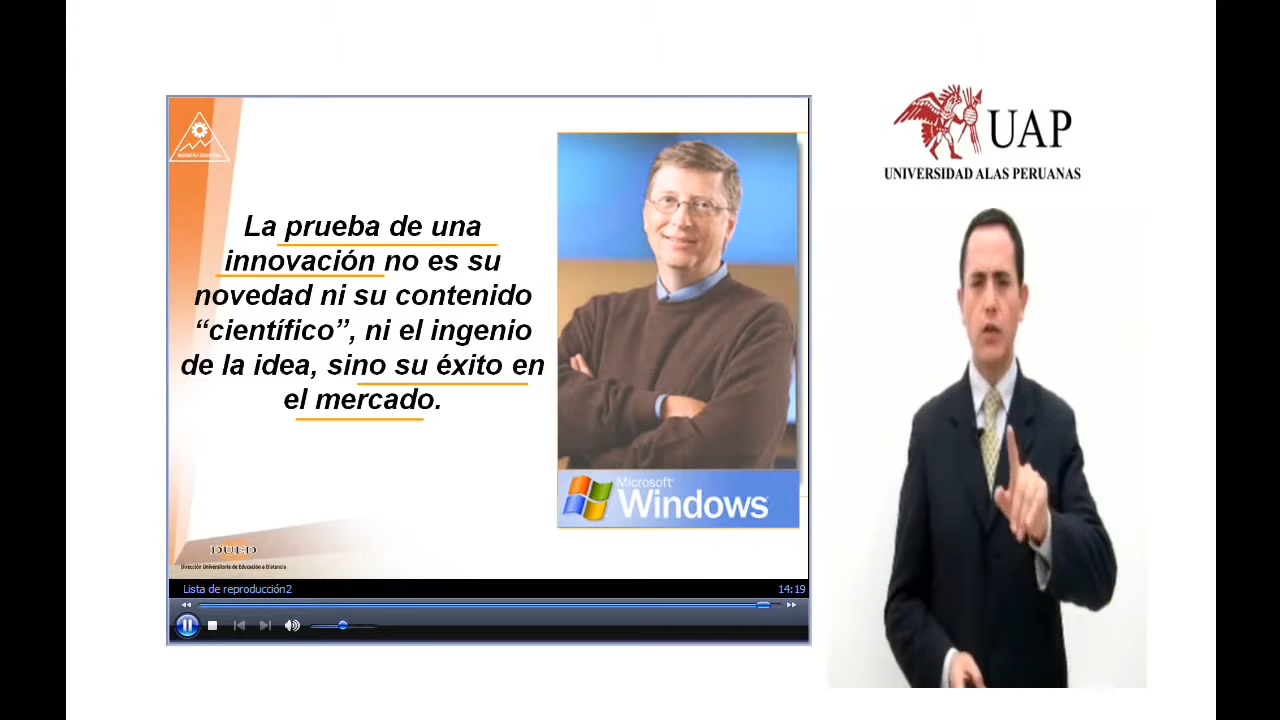 La prueba de una
innovación no es su
novedad ni su contenido
“científico”, ni el ingenio
de la idea, sino su éxito en
el mercado.
Microsoft
Windows
DUED
Dirección Universitaria de Educación a Distancia
Lista de reproducción2
14:19
UAP
UNIVERSIDAD ALAS PERUANAS